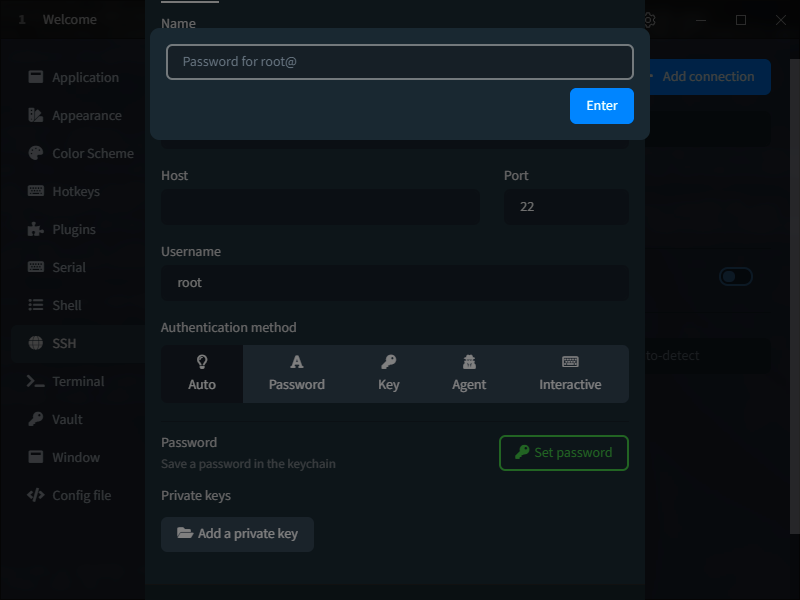 1 Welcome
Name
Password for root@
Enter
Application
Appearance
Color Scheme
Hotkeys
Plugins
Serial
Shell
SSH
Terminal
Vault
Window
Config file
Add connection
Host
Port
22
Username
root
Authentication method
Auto
Password
Key
Agent
Interactive
to-detect
Password
Save a password in the keychain
Set password
Private keys
Add a private key